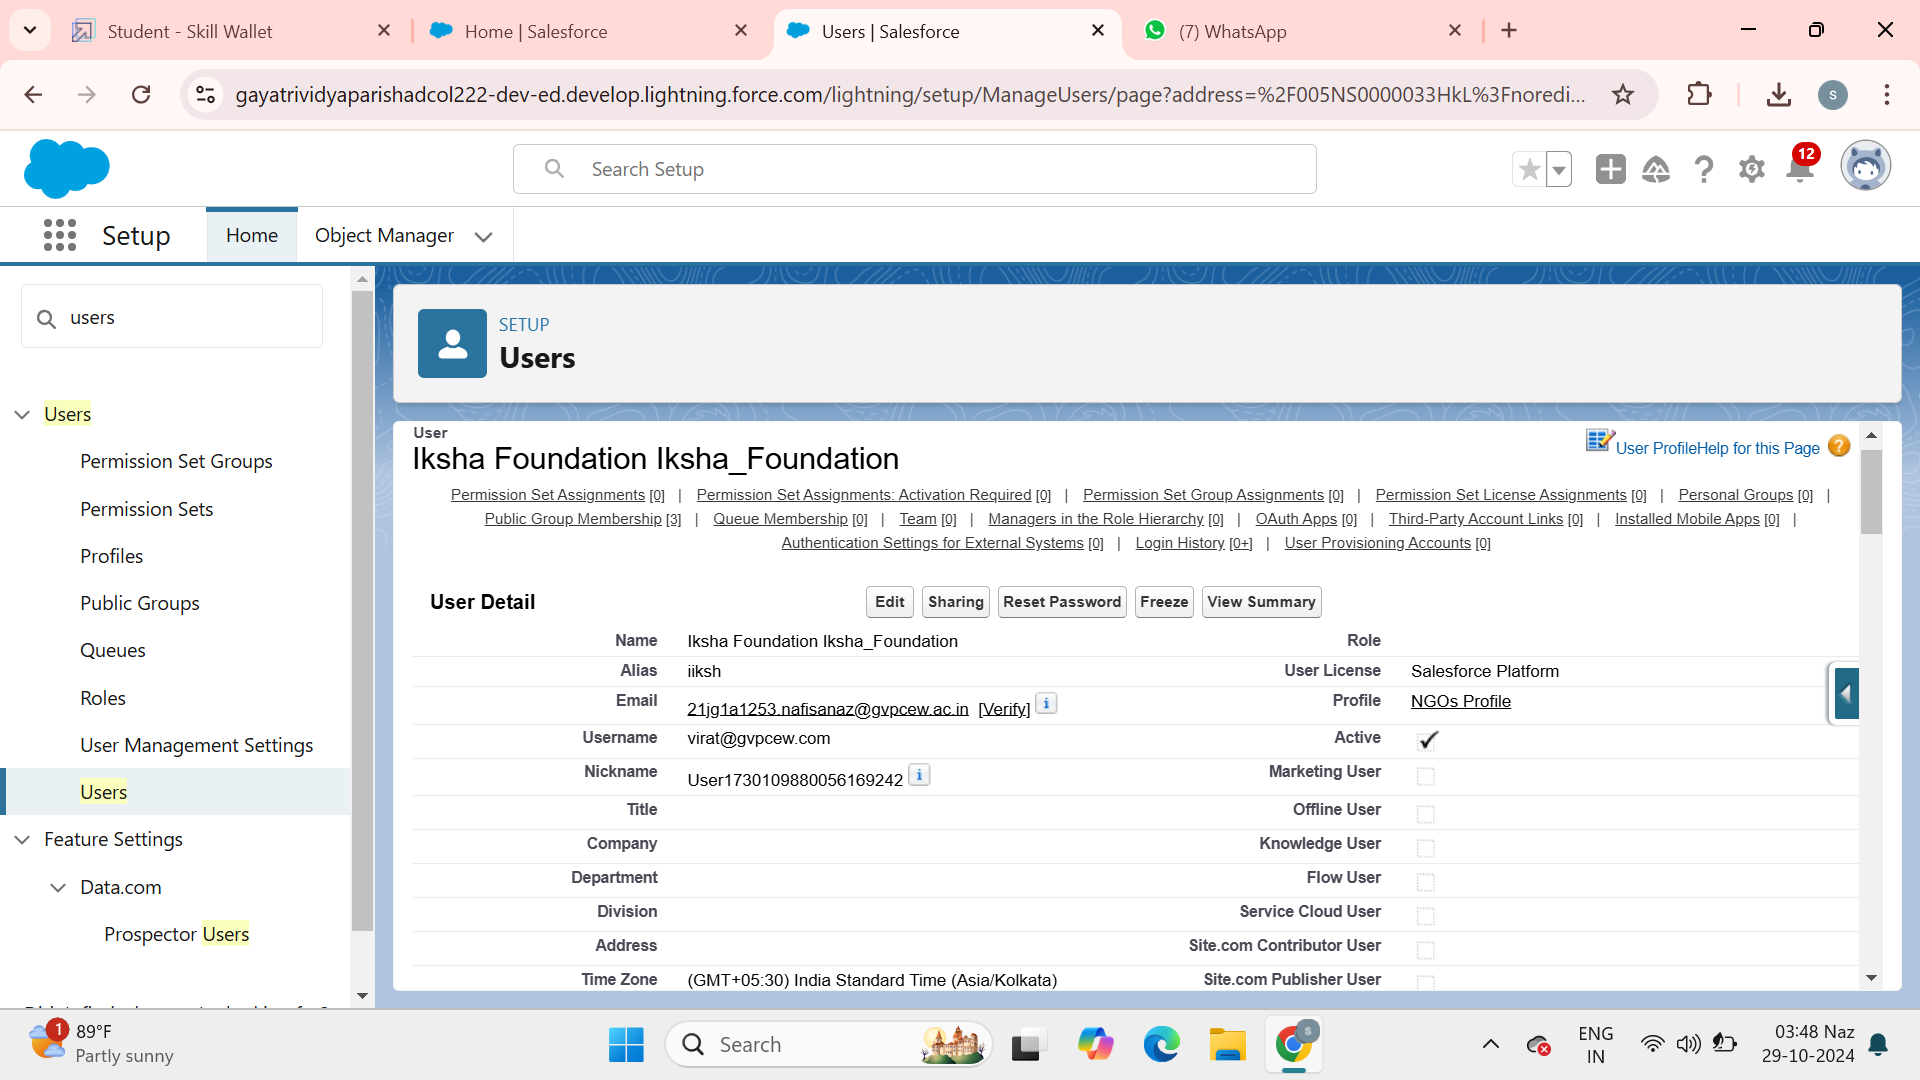 Student - Skill Wallet
Home | Salesforce
Users | Salesforce
(7) WhatsApp
gayatrividyaparishadcol222-dev-ed.develop.lightning.force.com/lightning/setup/ManageUsers/page?address=%2F005NS0000033HkL%3Fnoredi...
S
Search Setup
12
Setup
Home
Object Manager
users
Users
Permission Set Groups
Permission Sets
Profiles
Public Groups
Queues
Roles
User Management Settings
Users
Feature Settings
Data.com
Prospector Users
SETUP
Users
User
Iksha Foundation Iksha_Foundation
User ProfileHelp for this Page
Permission Set Assignments [0] | Permission Set Assignments: Activation Required [0] | Permission Set Group Assignments [0] | Permission Set License Assignments [0] | Personal Groups [0] |
Public Group Membership [3] | Queue Membership [0] | Team [0] | Managers in the Role Hierarchy [0] | OAuth Apps [0] | Third-Party Account Links [0] | Installed Mobile Apps [0] |
Authentication Settings for External Systems [0] | Login History [0+] | User Provisioning Accounts [0]
User Detail
Edit Sharing Reset Password Freeze View Summary
Name Iksha Foundation Iksha_Foundation Role
Alias iiksh User License Salesforce Platform
Email 21jg1a1253.nafisanaz@gvpcew.ac.in [Verify] i Profile NGOs Profile
Username virat@gvpcew.com Active
Nickname User1730109880056169242 i Marketing User
Title Offline User
Company Knowledge User
Department Flow User
Division Service Cloud User
Address Site.com Contributor User
Time Zone (GMT+05:30) India Standard Time (Asia/Kolkata) Site.com Publisher User
1
89°F
Partly sunny
Search
S
ENG
IN
03:48 Naz
29-10-2024